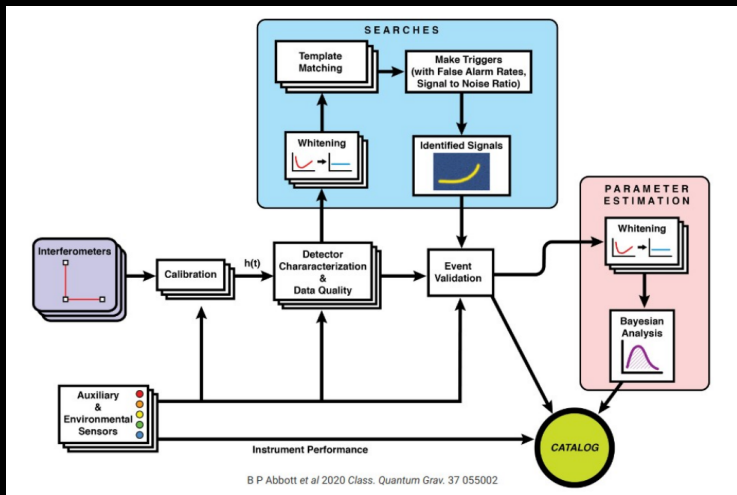 SEARCHES
Template
Matching
Make Triggers
(with False Alarm Rates,
Signal to Noise Ratio)
Whitening
Identified Signals
PARAMETER
ESTIMATION
Whitening
Interferometers
Calibration
h(t)
Detector
Chararacterization
&
Data Quality
Event
Validation
Bayesian
Analysis
Auxiliary
&
Environmental
Sensors
Instrument Performance
CATALOG
B P Abbott et al 2020 Class. Quantum Grav. 37 055002